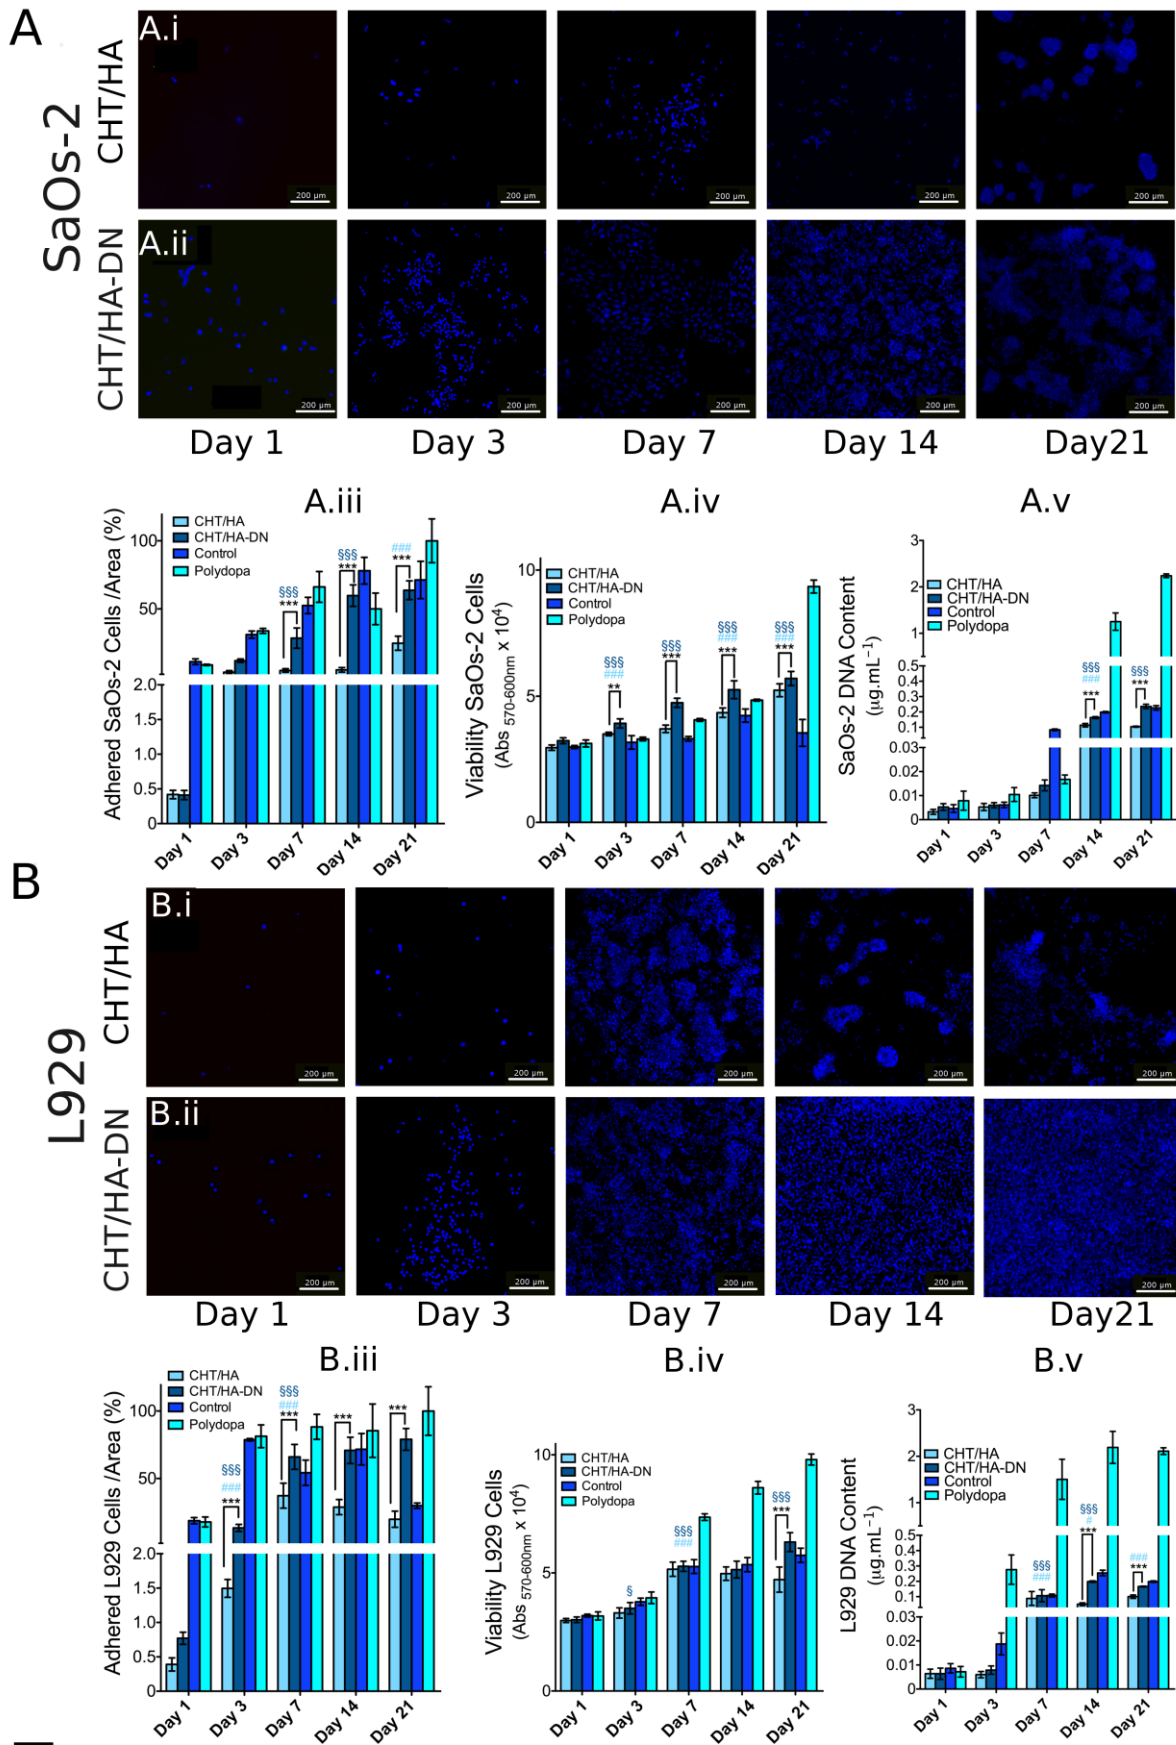 A
SaOs-2
CHT/HA
A.i
200 µm
200 µm
200 µm
200 µm
200 µm
CHT/HA-DN
A.ii
200 µm
200 µm
200 µm
200 µm
200 µm
Day 1
Day 3
Day 7
Day 14
Day21
A.iii
Adhered SaOs-2 Cells /Area (%)
CHT/HA
CHT/HA-DN
Control
Polydopa
100
50
2.0
1.5
1.0
0.5
0
§§§
***
§§§
***
###
***
Day 1
Day 3
Day 7
Day 14
Day 21
A.iv
Viability SaOs-2 Cells
(Abs 570-600nm x 10⁴)
CHT/HA
CHT/HA-DN
Control
Polydopa
10
5
0
§§§
###
**
§§§
***
§§§
###
***
§§§
###
***
Day 1
Day 3
Day 7
Day 14
Day 21
A.v
SaOs-2 DNA Content
(µg.mL⁻¹)
CHT/HA
CHT/HA-DN
Control
Polydopa
3
2
1
0.5
0.4
0.3
0.2
0.1
0.03
0.02
0.01
0
§§§
###
***
§§§
***
Day 1
Day 3
Day 7
Day 14
Day 21
B
L929
CHT/HA
B.i
200 µm
200 µm
200 µm
200 µm
200 µm
CHT/HA-DN
B.ii
200 µm
200 µm
200 µm
200 µm
200 µm
Day 1
Day 3
Day 7
Day 14
Day21
B.iii
Adhered L929 Cells /Area (%)
CHT/HA
CHT/HA-DN
Control
Polydopa
100
50
2.0
1.5
1.0
0.5
0
§§§
###
***
§§§
###
***
***
***
Day 1
Day 3
Day 7
Day 14
Day 21
B.iv
Viability L929 Cells
(Abs 570-600nm x 10⁴)
CHT/HA
CHT/HA-DN
Control
Polydopa
10
5
0
§
§§§
###
§§§
***
Day 1
Day 3
Day 7
Day 14
Day 21
B.v
L929 DNA Content
(µg.mL⁻¹)
CHT/HA
CHT/HA-DN
Control
Polydopa
3
2
1
0.5
0.4
0.3
0.2
0.1
0.03
0.02
0.01
0
§§§
###
§§§
#
***
###
***
Day 1
Day 3
Day 7
Day 14
Day 21